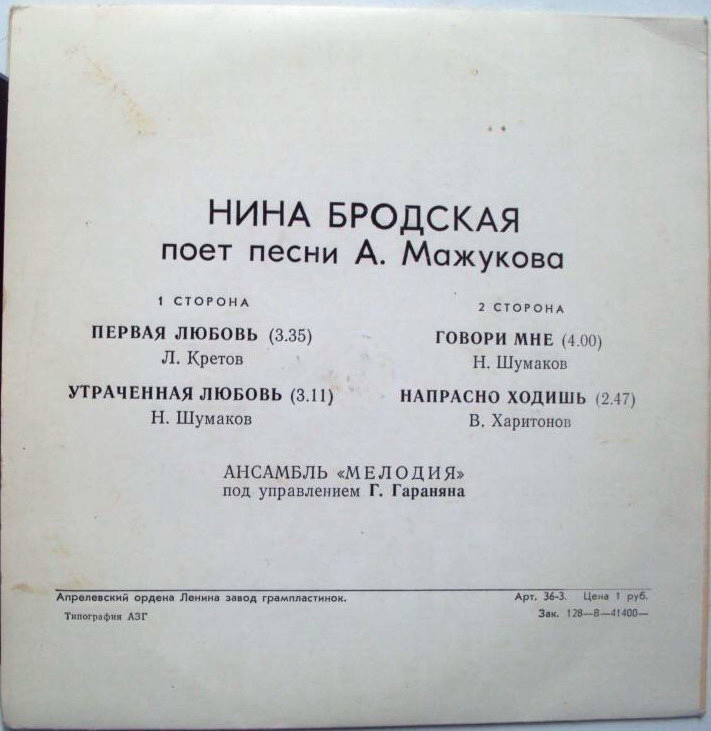 НИНА БРОДСКАЯ
поет песни А. Мажукова
1 СТОРОНА
ПЕРВАЯ ЛЮБОВЬ (3.35)
Л. Кретов
УТРАЧЕННАЯ ЛЮБОВЬ (3.11)
Н. Шумаков
2 СТОРОНА
ГОВОРИ МНЕ (4.00)
Н. Шумаков
НАПРАСНО ХОДИШЬ (2.47)
В. Харитонов
АНСАМБЛЬ «МЕЛОДИЯ»
под управлением Г. Гараняна
Апрелевский ордена Ленина завод грампластинок.
Арт. 36-3. Цена 1 руб.
Типография АЗГ
Зак. 128—8—41400—